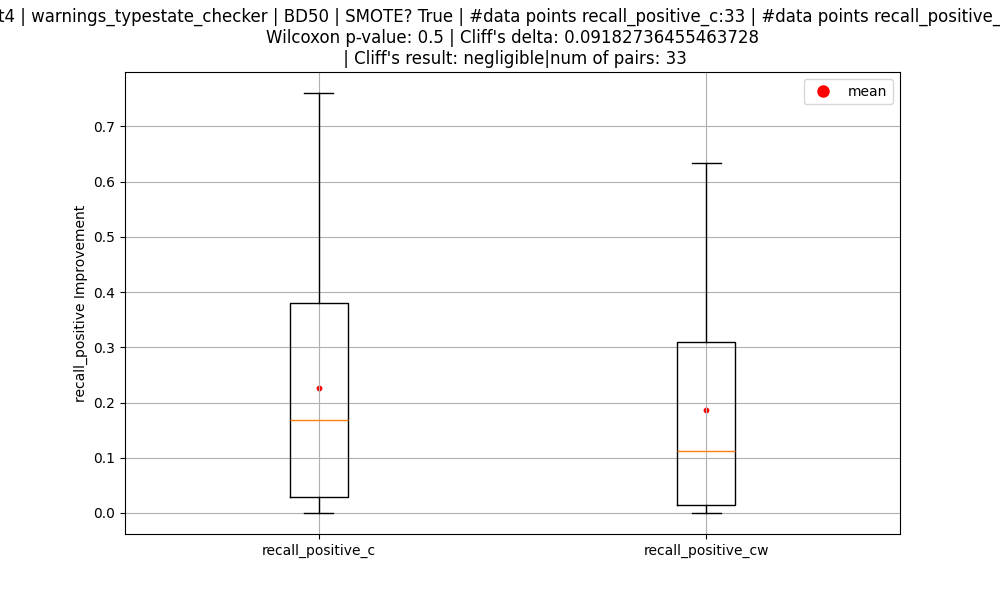 | warnings_typestate_checker | BD50 | SMOTE? True | #data points recall_positive_c:33 | #data points
Wilcoxon p-value: 0.5 | Cliff's delta: 0.09182736455463728
| Cliff's result: negligible|num of pairs: 33
mean
0.7
0.6
0.5
0.4
0.3
0.2
0.1
0.0
recall_positive Improvement
recall_positive_c
recall_positive_cw